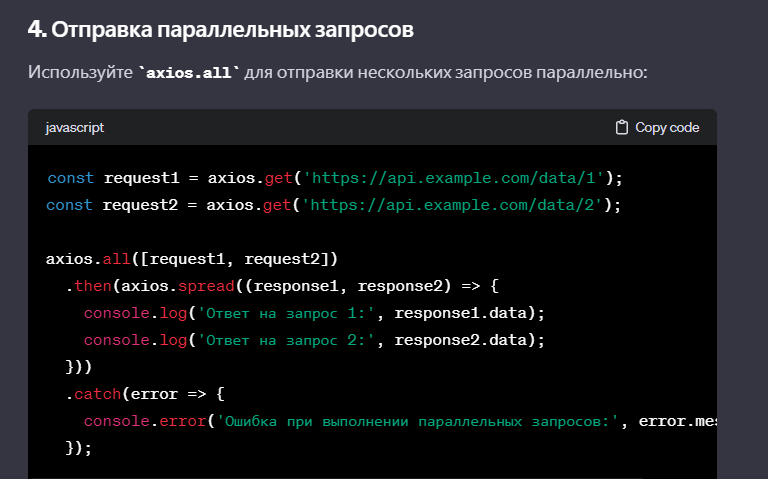 4. Отправка параллельных запросов
Используйте `axios.all` для отправки нескольких запросов параллельно:
javascript
Copy code
const request1 = axios.get('https://api.example.com/data/1');
const request2 = axios.get('https://api.example.com/data/2');
axios.all([request1, request2])
.then(axios.spread((response1, response2) => {
console.log('Ответ на запрос 1:', response1.data);
console.log('Ответ на запрос 2:', response2.data);
}))
.catch(error => {
console.error('Ошибка при выполнении параллельных запросов:', error.mes
});